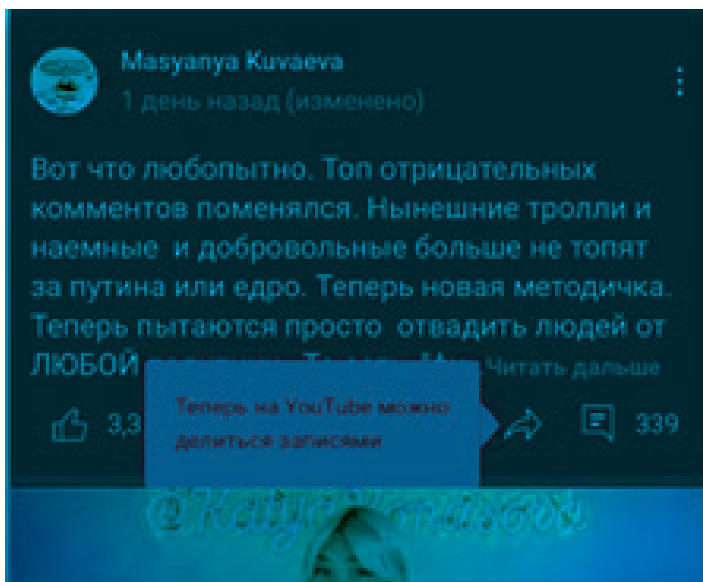 Masyanya Kuvaeva
1 день назад (изменено)
Вот что любопытно. Топ отрицательных
комментов поменялся. Нынешние тролли и
наемные и добровольные больше не топят
за путина или едро. Теперь новая методичка.
Теперь пытаются просто отвадить людей от
ЛЮБОЙ Читать дальше
Теперь на YouTube можно
делиться записями
3,3 339